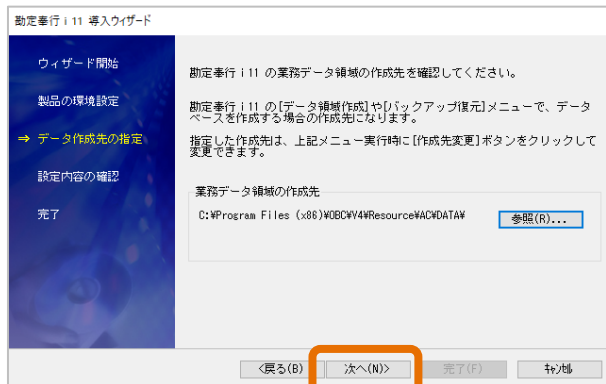 勘定奉行ｉ11 導入ウィザード
ウィザード開始
製品の環境設定
⇒ データ作成先の指定
設定内容の確認
完了
勘定奉行ｉ11 の業務データ領域の作成先を確認してください。
勘定奉行ｉ11 の[データ領域作成]や[バックアップ復元]メニューで、データ
ベースを作成する場合の作成先になります。
指定した作成先は、上記メニュー実行時に[作成先変更]ボタンをクリックして
変更できます。
業務データ領域の作成先
C:¥Program Files (x86)¥OBC¥V4¥Resource¥AC¥DATA¥
参照(R)...
<戻る(B)
次へ(N)>
完了(F)
ｷｬﾝｾﾙ